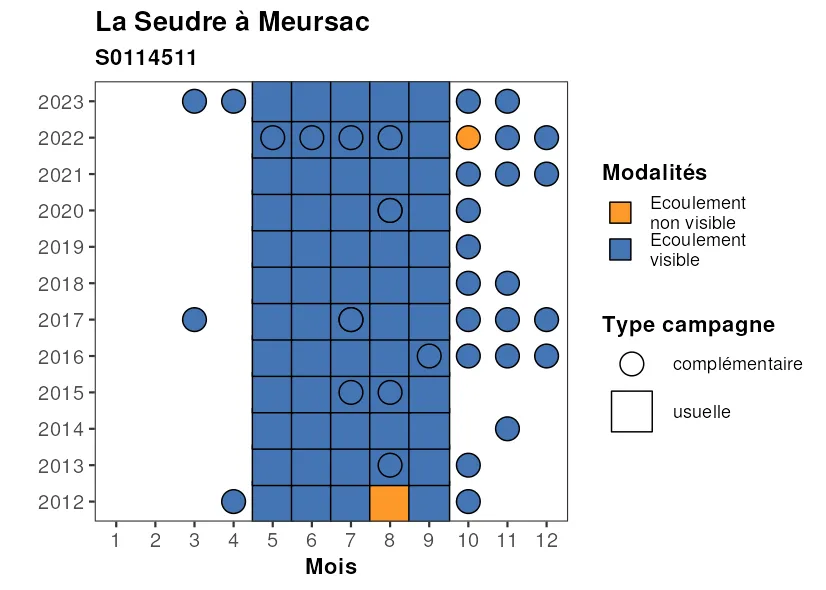 La Seudre à Meursac
S0114511
2023
2022
2021
2020
2019
2018
2017
2016
2015
2014
2013
2012
1 2 3 4 5 6 7 8 9 10 11 12
Mois
Modalités
Ecoulement
non visible
Ecoulement
visible
Type campagne
complémentaire
usuelle